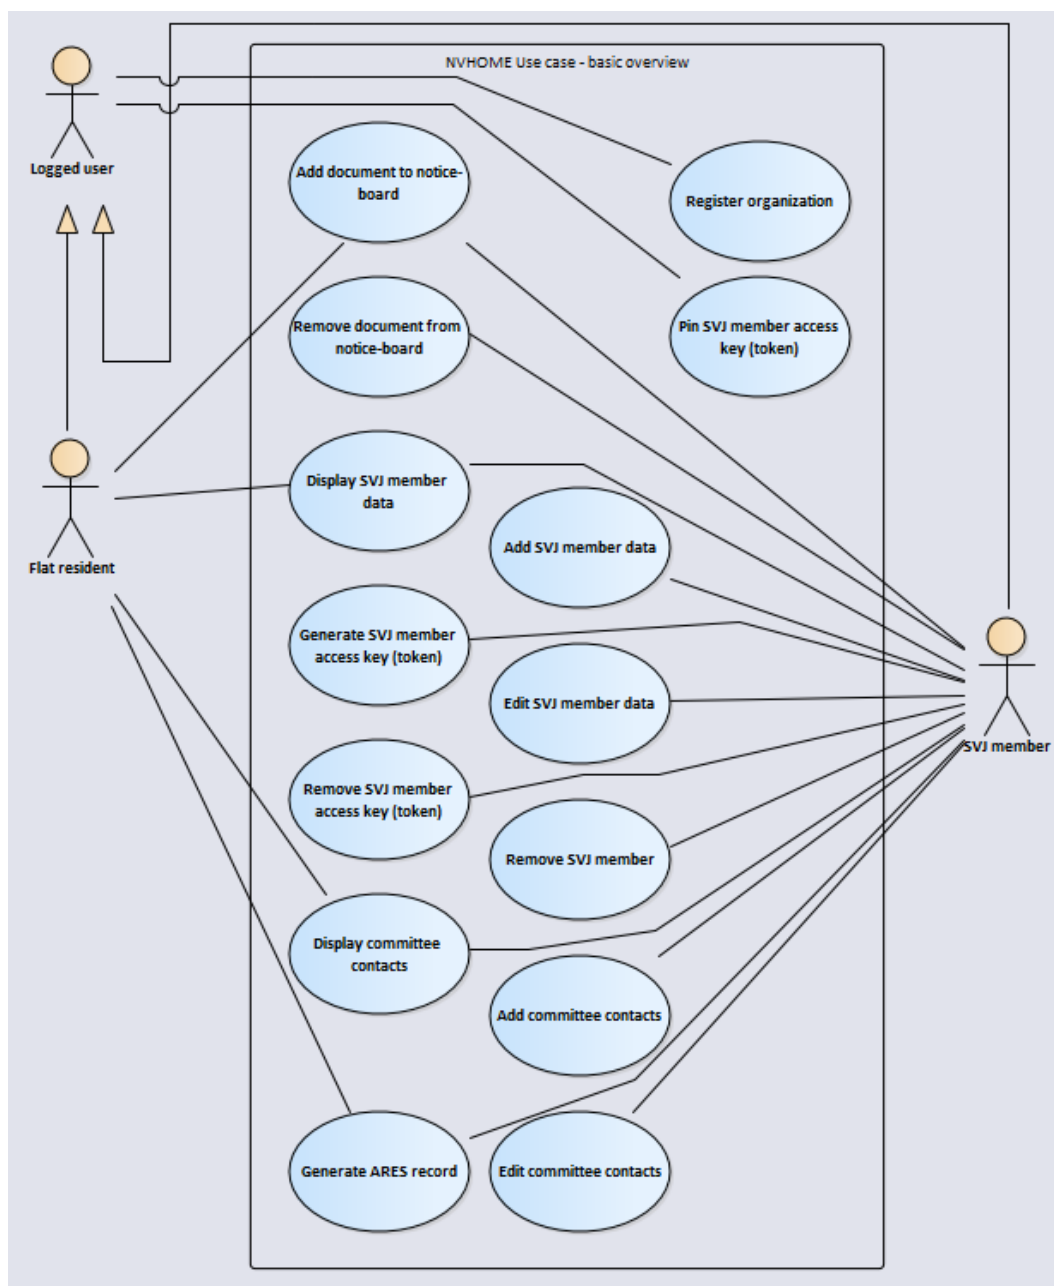 NVHOME Use case - basic overview
Logged user
Add document to notice-
board
Register organization
Remove document from
notice-board
Pin SVJ member access
key (token)
Display SVJ member
data
Add SVJ member data
Flat resident
Generate SVJ member
access key (token)
Edit SVJ member data
SVJ member
Remove SVJ member
access key (token)
Remove SVJ member
Display committee
contacts
Add committee contacts
Generate ARES record
Edit committee contacts